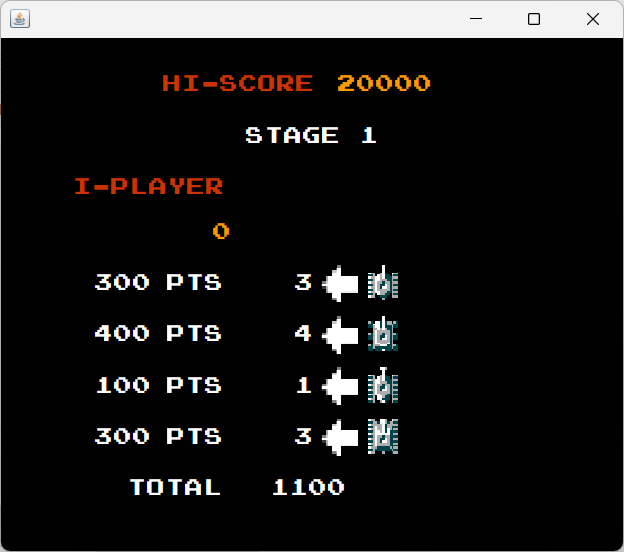 HI-SCORE 20000
STAGE 1
I-PLAYER
0
300 PTS 3
400 PTS 4
100 PTS 1
300 PTS 3
TOTAL 1100